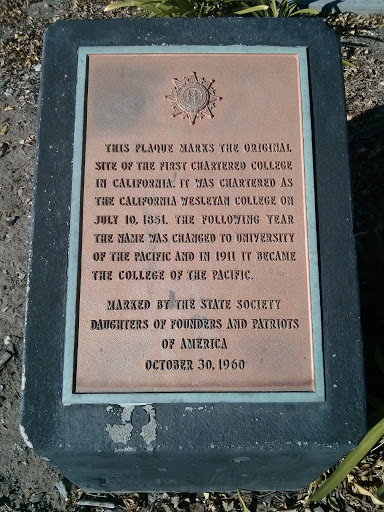 THIS PLAQUE MARKS THE ORIGINAL
SITE OF THE FIRST CHARTERED COLLEGE
IN CALIFORNIA. IT WAS CHARTERED AS
THE CALIFORNIA WESLEYAN COLLEGE ON
JULY 10, 1851. THE FOLLOWING YEAR
THE NAME WAS CHANGED TO UNIVERSITY
OF THE PACIFIC AND IN 1911 IT BECAME
THE COLLEGE OF THE PACIFIC.
MARKED BY THE STATE SOCIETY
DAUGHTERS OF FOUNDERS AND PATRIOTS
OF AMERICA
OCTOBER 30, 1960